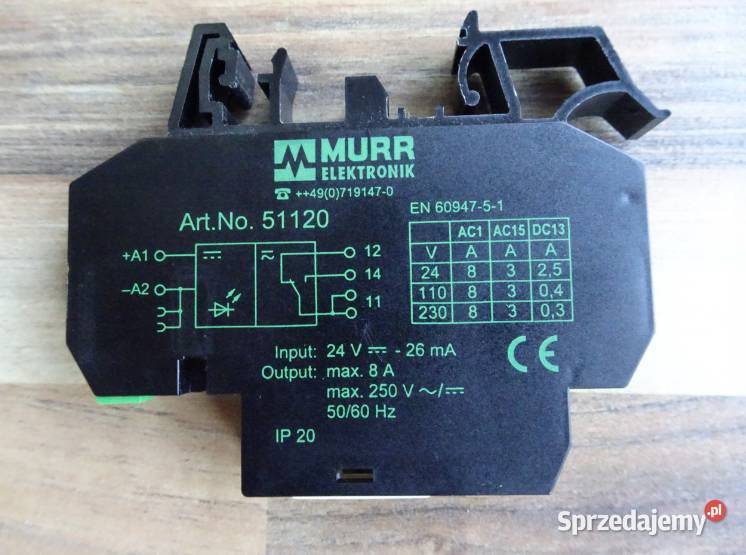 MURR
ELEKTRONIK
☎ ++49(0)719147-0
Art.No. 51120
+A1
–A2
12
14
11
EN 60947-5-1
AC1 AC15 DC13
V A A A
24 8 3 2,5
110 8 3 0,4
230 8 3 0,3
Input: 24 V ⎓ - 26 mA
Output: max. 8 A
max. 250 V ~/⎓
50/60 Hz
CE
IP 20
Sprzedajemy.pl